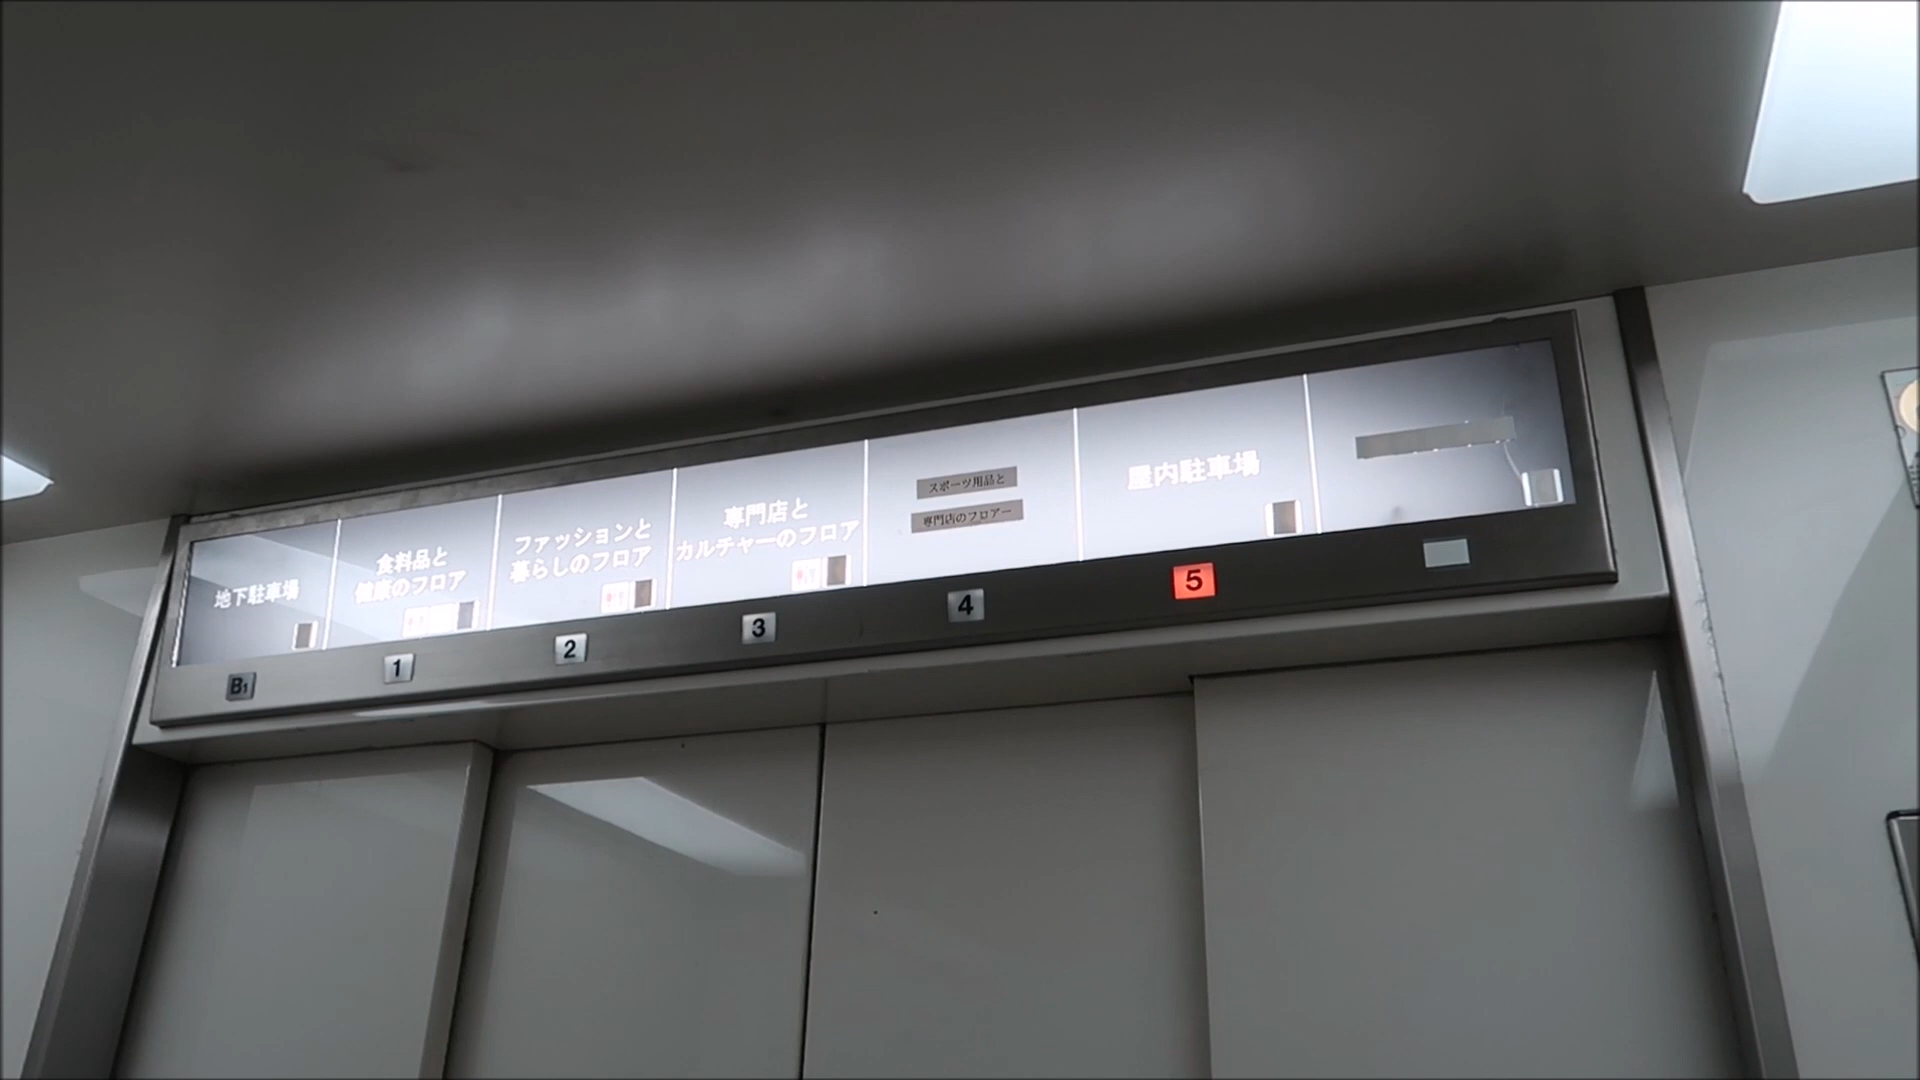 地下駐車場
食料品と
健康のフロア
ファッションと
暮らしのフロア
専門店と
カルチャーのフロア
スポーツ用品と
専門店のフロアー
屋内駐車場
B1
1
2
3
4
5